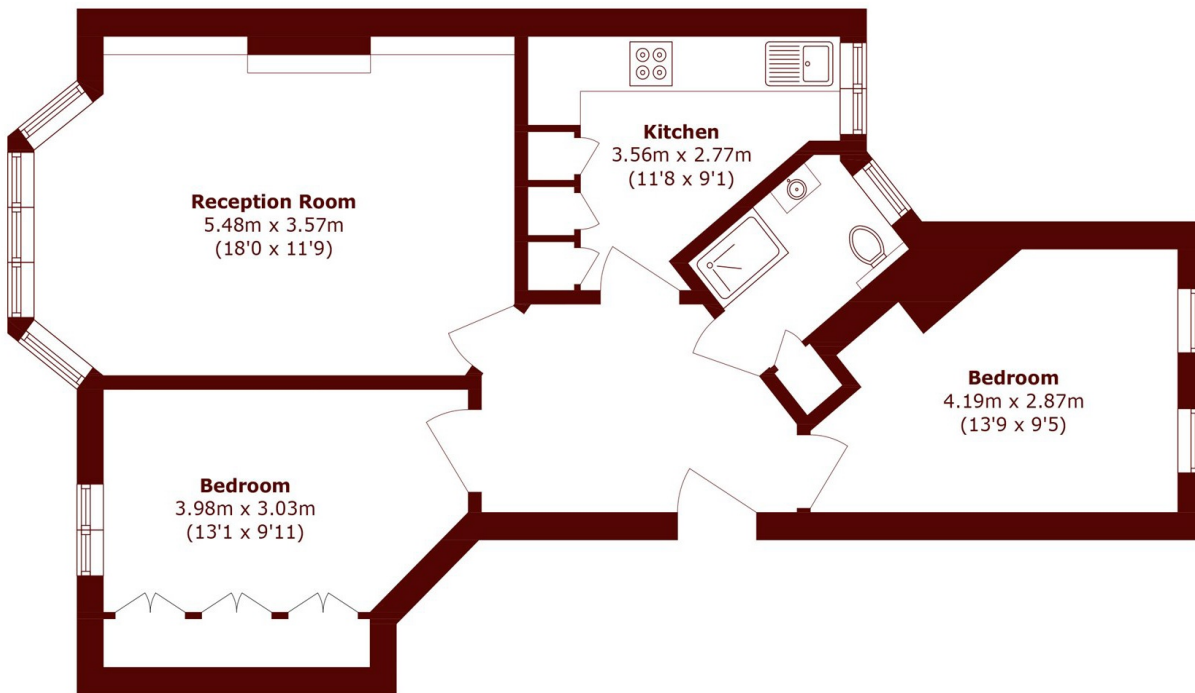 Reception Room
5.48m x 3.57m
(18'0 x 11'9)
Kitchen
3.56m x 2.77m
(11'8 x 9'1)
Bedroom
4.19m x 2.87m
(13'9 x 9'5)
Bedroom
3.98m x 3.03m
(13'1 x 9'11)